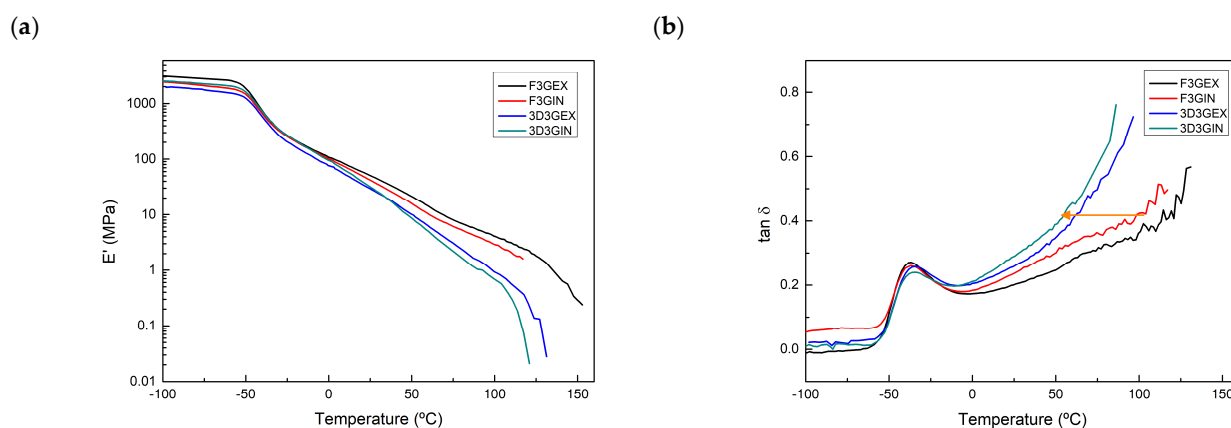 (a)
E' (MPa)
1000
100
10
1
0.1
0.01
-100
-50
0
50
100
150
Temperature (ºC)
F3GEX
F3GIN
3D3GEX
3D3GIN
(b)
tan δ
0.8
0.6
0.4
0.2
0.0
-100
-50
0
50
100
150
Temperature (ºC)
F3GEX
F3GIN
3D3GEX
3D3GIN